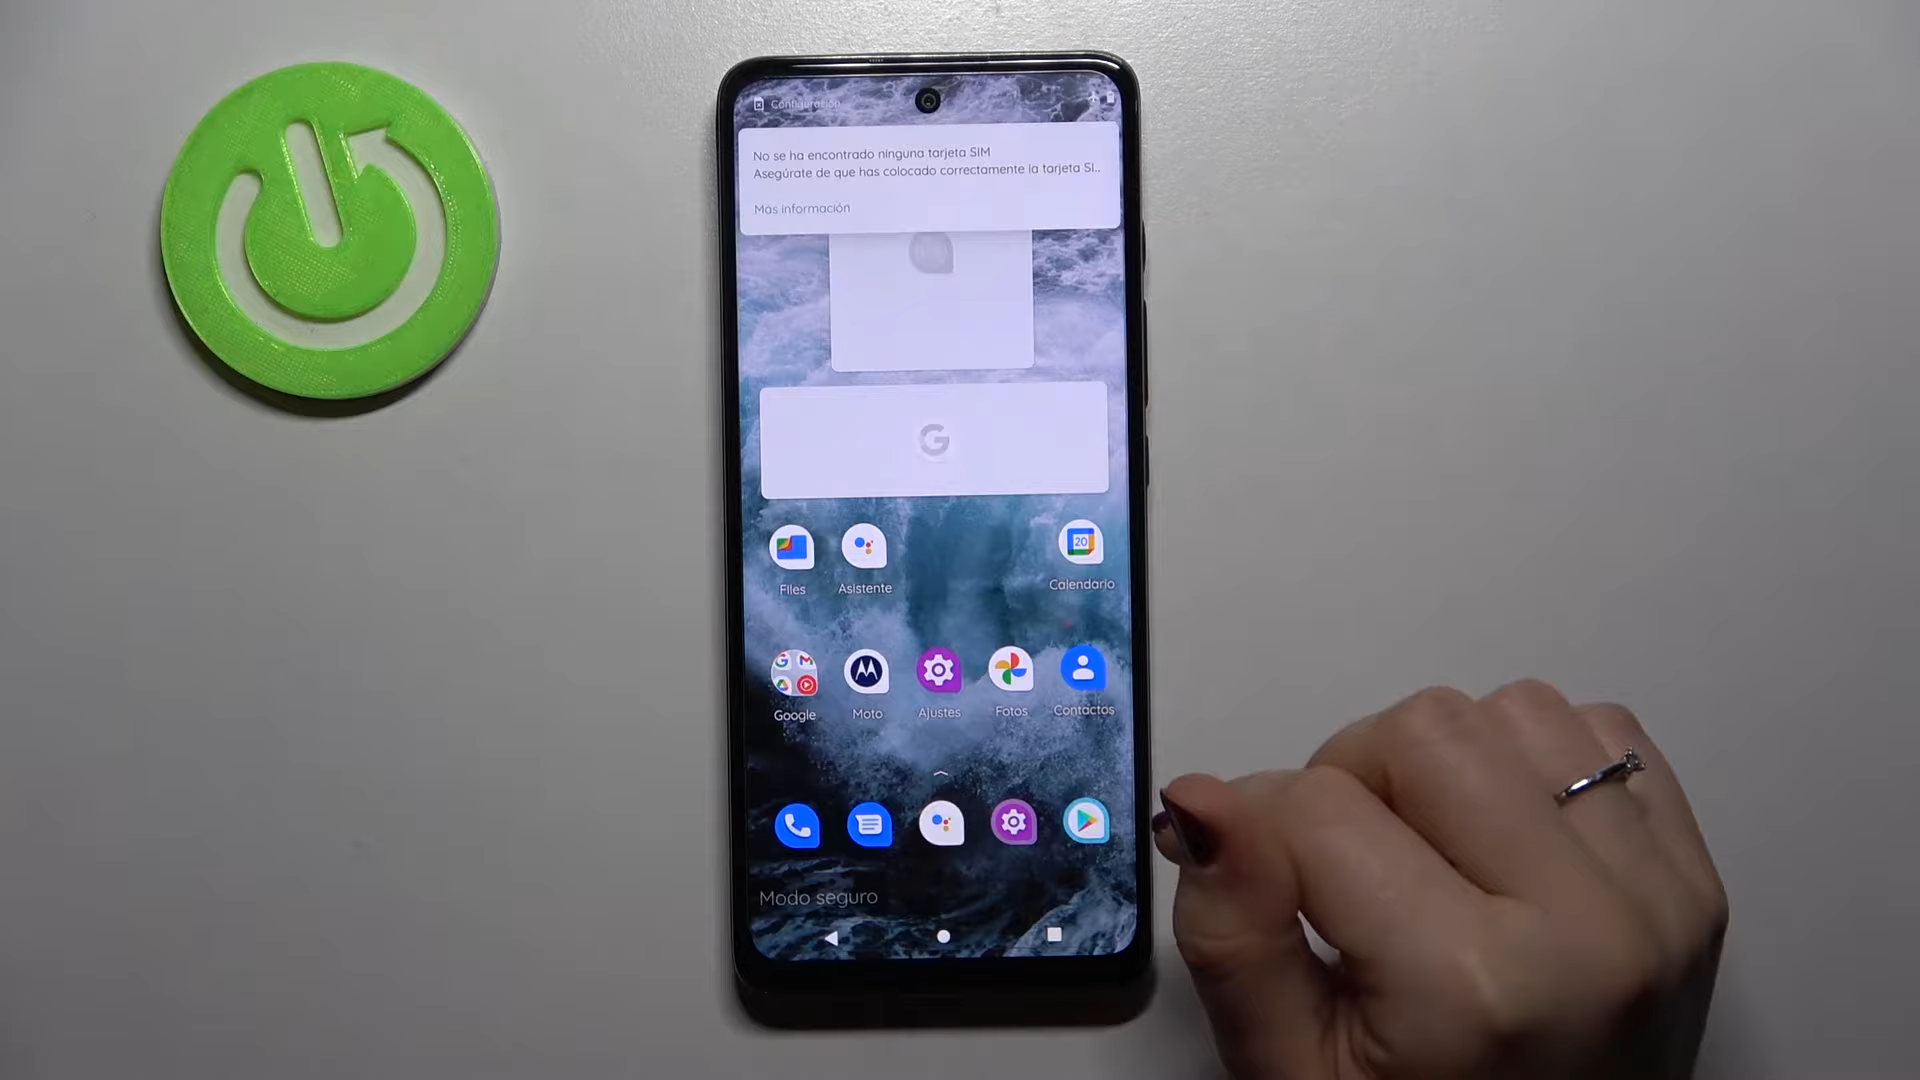 Configuración
No se ha encontrado ninguna tarjeta SIM
Asegúrate de que has colocado correctamente la tarjeta SI..
Más información
G
Files
Asistente
20
Calendario
Google
Moto
Ajustes
Fotos
Contactos
Modo seguro